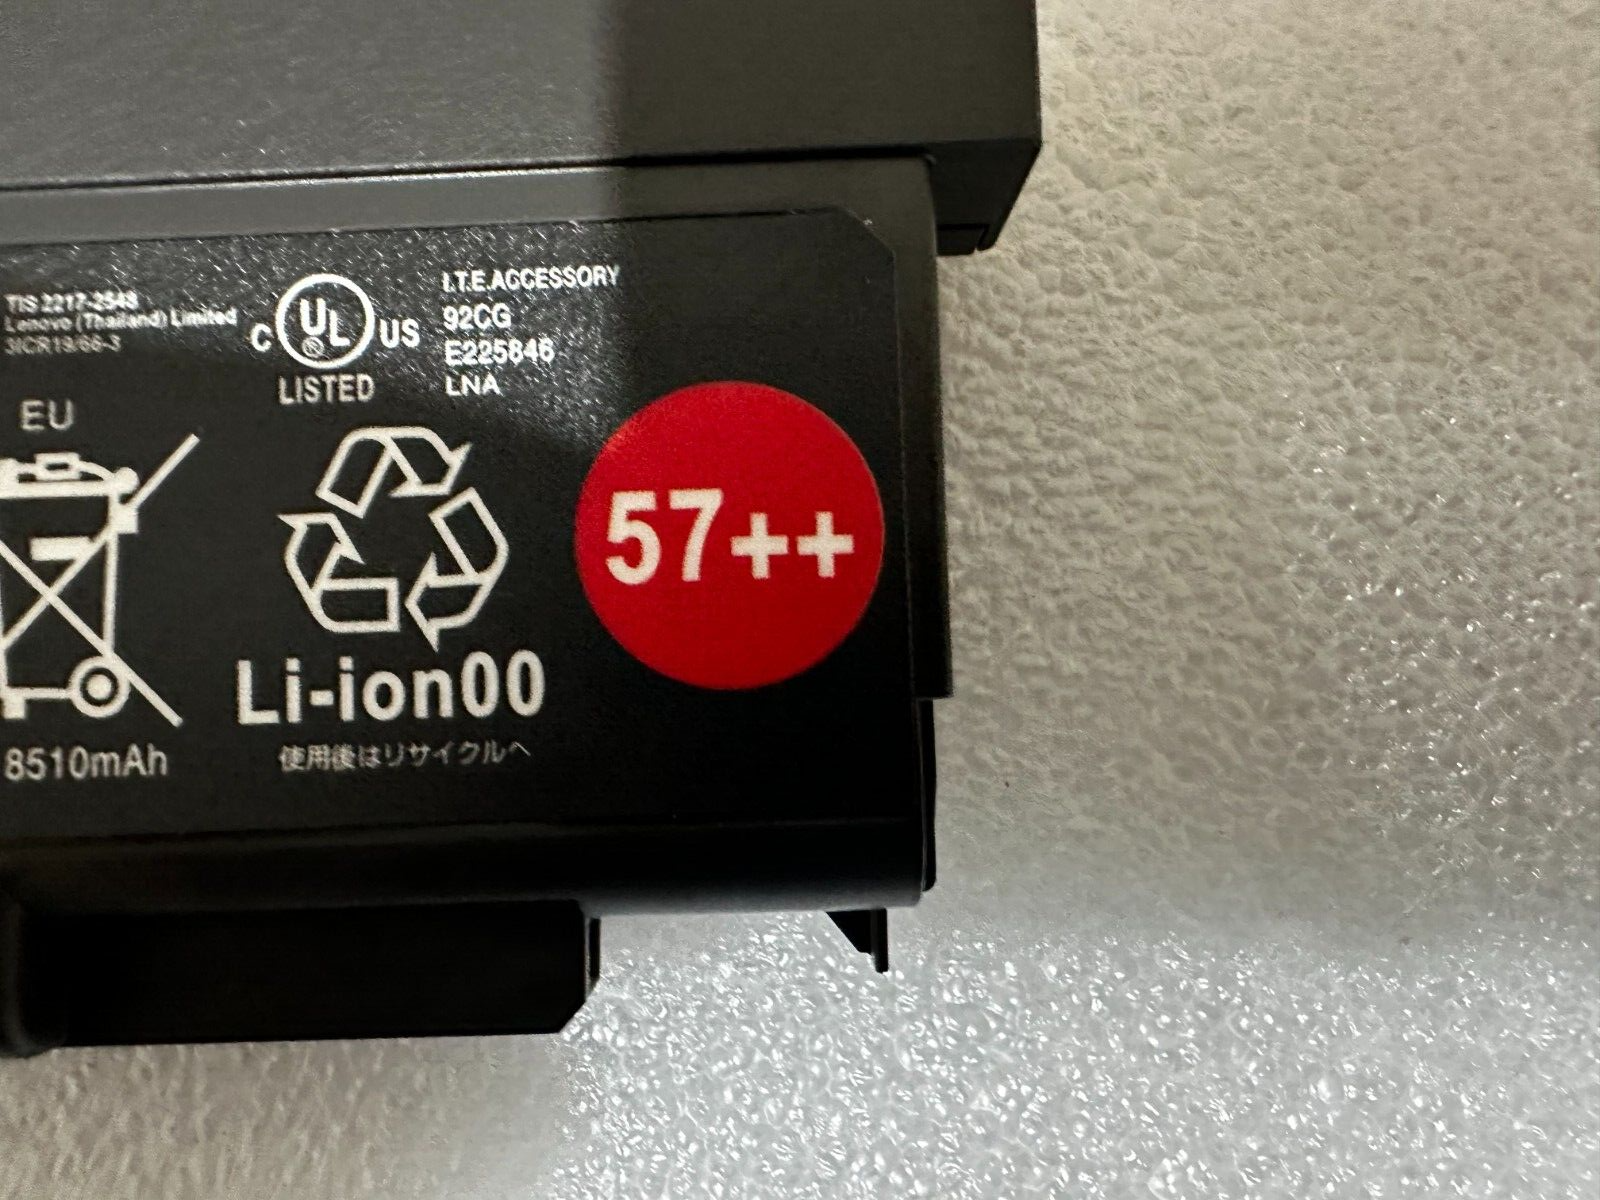 TIS 2217-2548
Lenovo (Thailand) Limited
3ICR19/66-3
C UL ® US
LISTED
I.T.E.ACCESSORY
92CG
E225846
LNA
EU
57++
Li-ion00
8510mAh
使用後はリサイクルへ